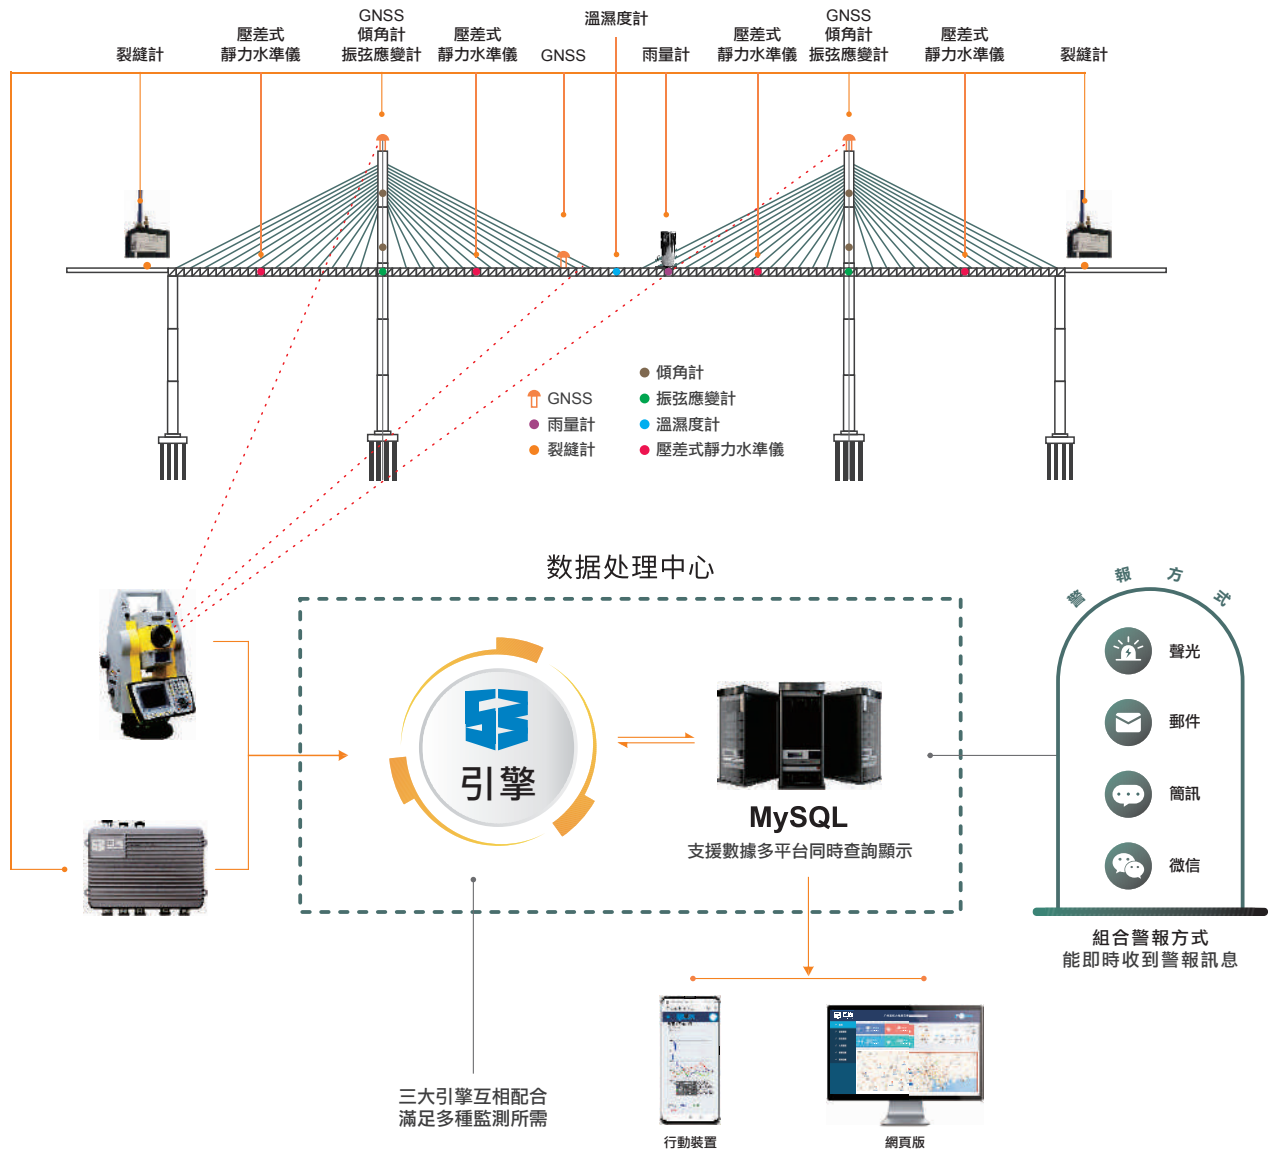 裂縫計
壓差式
靜力水準儀
GNSS
傾角計
振弦應變計
壓差式
靜力水準儀
GNSS
溫濕度計
雨量計
壓差式
靜力水準儀
GNSS
傾角計
振弦應變計
壓差式
靜力水準儀
裂縫計
GNSS
雨量計
裂縫計
傾角計
振弦應變計
溫濕度計
壓差式靜力水準儀
数据处理中心
引擎
MySQL
支援數據多平台同時查詢顯示
警報方式
聲光
郵件
簡訊
微信
組合警報方式
能即時收到警報訊息
三大引擎互相配合
滿足多種監測所需
行動裝置
網頁版